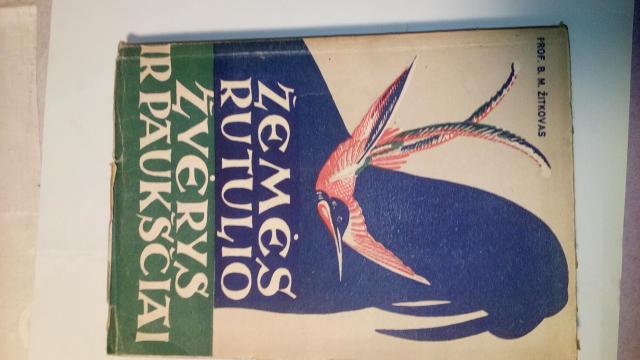 PROF. B. M. ŽITKOVAS
ŽEMĖS
RUTULIO
ŽVĖRYS
IR PAUKŠČIAI